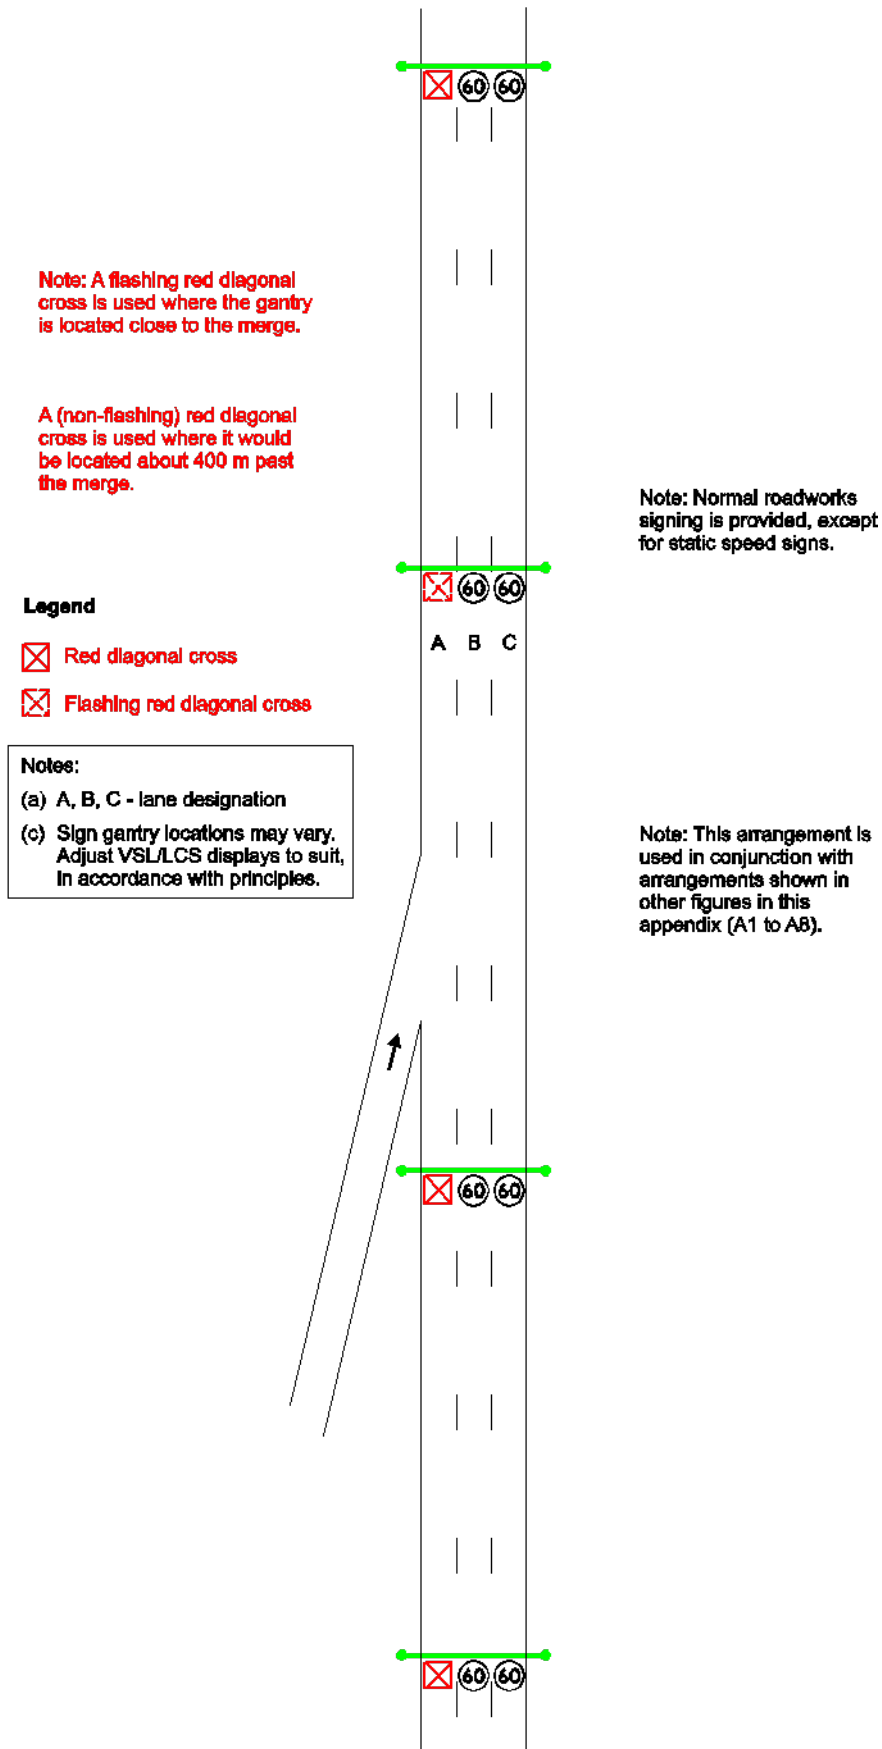 60 60
Note: A flashing red diagonal
cross is used where the gantry
is located close to the merge.
A (non-flashing) red diagonal
cross is used where it would
be located about 400 m past
the merge.
Note: Normal roadworks
signing is provided, except
for static speed signs.
60 60
A B C
Legend
Red diagonal cross
Flashing red diagonal cross
Notes:
(a) A, B, C - lane designation
(c) Sign gantry locations may vary.
Adjust VSL/LCS displays to suit,
in accordance with principles.
Note: This arrangement is
used in conjunction with
arrangements shown in
other figures in this
appendix (A1 to A8).
60 60
60 60